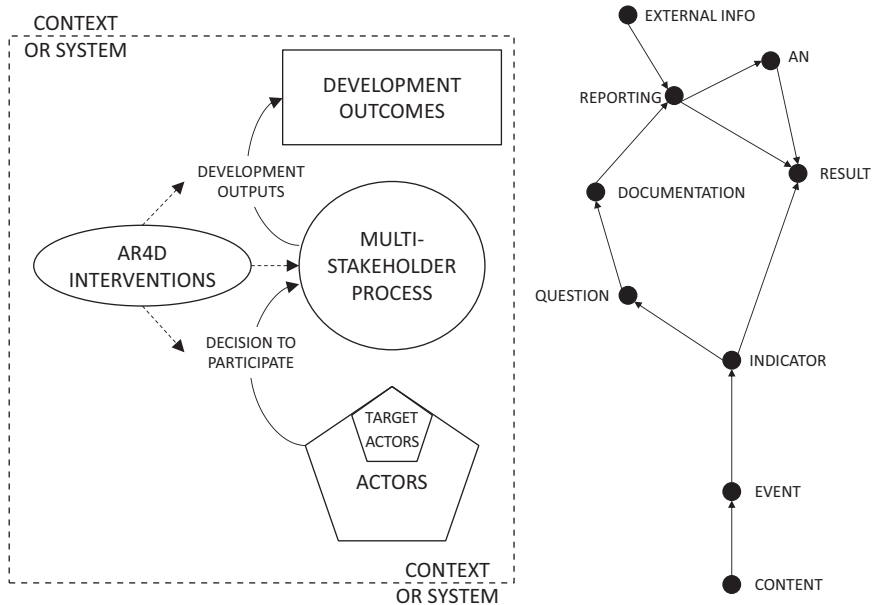 CONTEXT
OR SYSTEM
DEVELOPMENT
OUTCOMES
DEVELOPMENT
OUTPUTS
AR4D
INTERVENTIONS
MULTI-
STAKEHOLDER
PROCESS
DECISION TO
PARTICIPATE
TARGET
ACTORS
ACTORS
CONTEXT
OR SYSTEM
EXTERNAL INFO
AN
REPORTING
RESULT
DOCUMENTATION
QUESTION
INDICATOR
EVENT
CONTENT